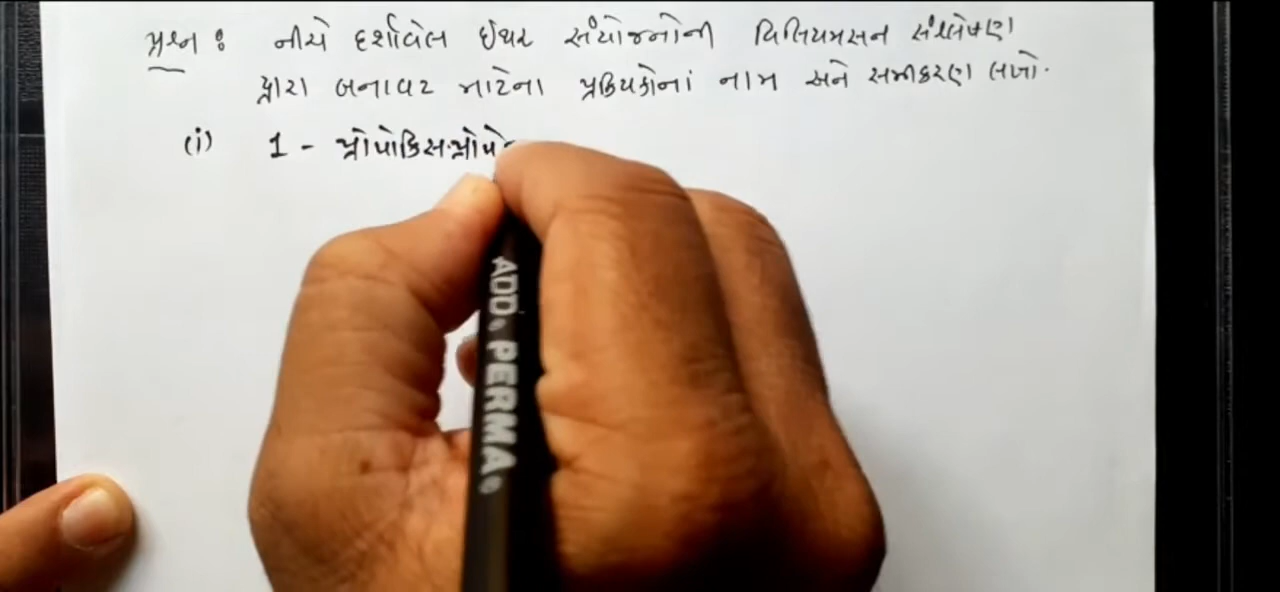 પ્રશ્ન : નીચે દર્શાવેલ ઈથર સંયોજનોની વિલિયમસન સંશ્લેષણ
દ્વારા બનાવટ માટેના પ્રક્રિયકોનાં નામ અને સમીકરણ લખો.
(i) 1 - પ્રોપોક્સિપ્રોપે
ADD. PERMA.